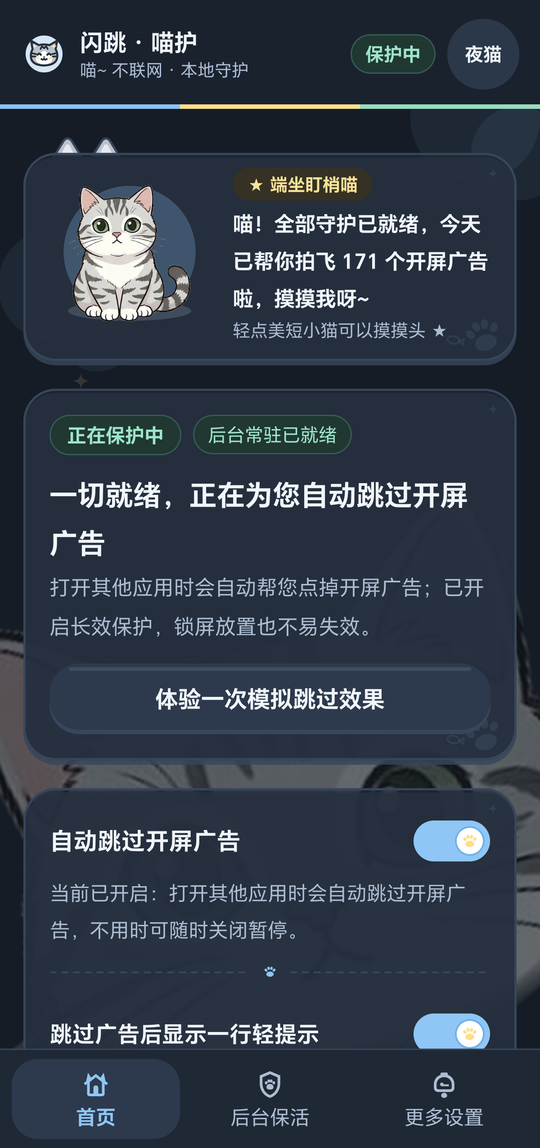 闪跳 · 喵护
喵~ 不联网 · 本地守护
保护中
夜猫
★ 端坐盯梢喵
喵！全部守护已就绪，今天
已帮你拍飞 171 个开屏广告
啦，摸摸我呀~
轻点美短小猫可以摸摸头 ★
正在保护中
后台常驻已就绪
一切就绪，正在为您自动跳过开屏
广告
打开其他应用时会自动帮您点掉开屏广告；已开
启长效保护，锁屏放置也不易失效。
体验一次模拟跳过效果
自动跳过开屏广告
当前已开启：打开其他应用时会自动跳过开屏广
告，不用时可随时关闭暂停。
跳过广告后显示一行轻提示
首页
后台保活
更多设置